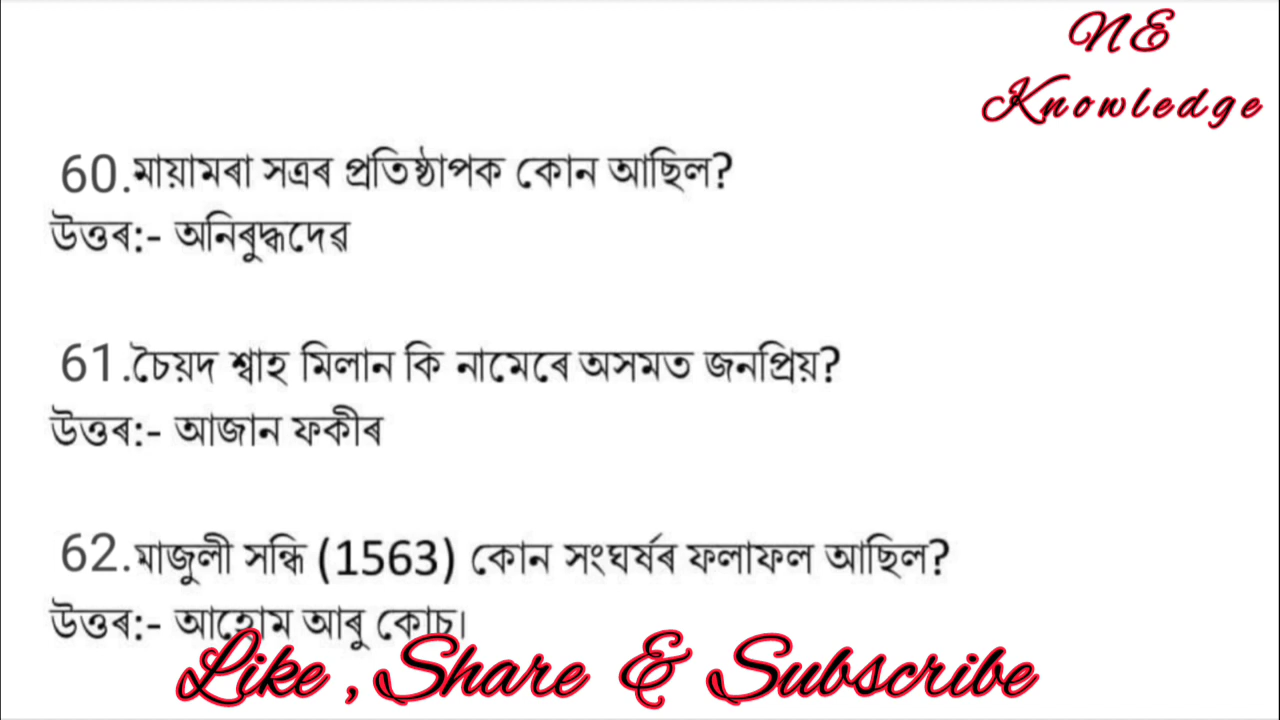 NE
Knowledge
60.মায়ামৰা সত্ৰৰ প্ৰতিষ্ঠাপক কোন আছিল?
উত্তৰ:- অনিৰুদ্ধদেৱ
61.চৈয়দ শ্বাহ মিলান কি নামেৰে অসমত জনপ্ৰিয়?
উত্তৰ:- আজান ফকীৰ
62.মাজুলী সন্ধি (1563) কোন সংঘৰ্ষৰ ফলাফল আছিল?
উত্তৰ:- আহোম আৰু কোচ।
Like, Share & Subscribe